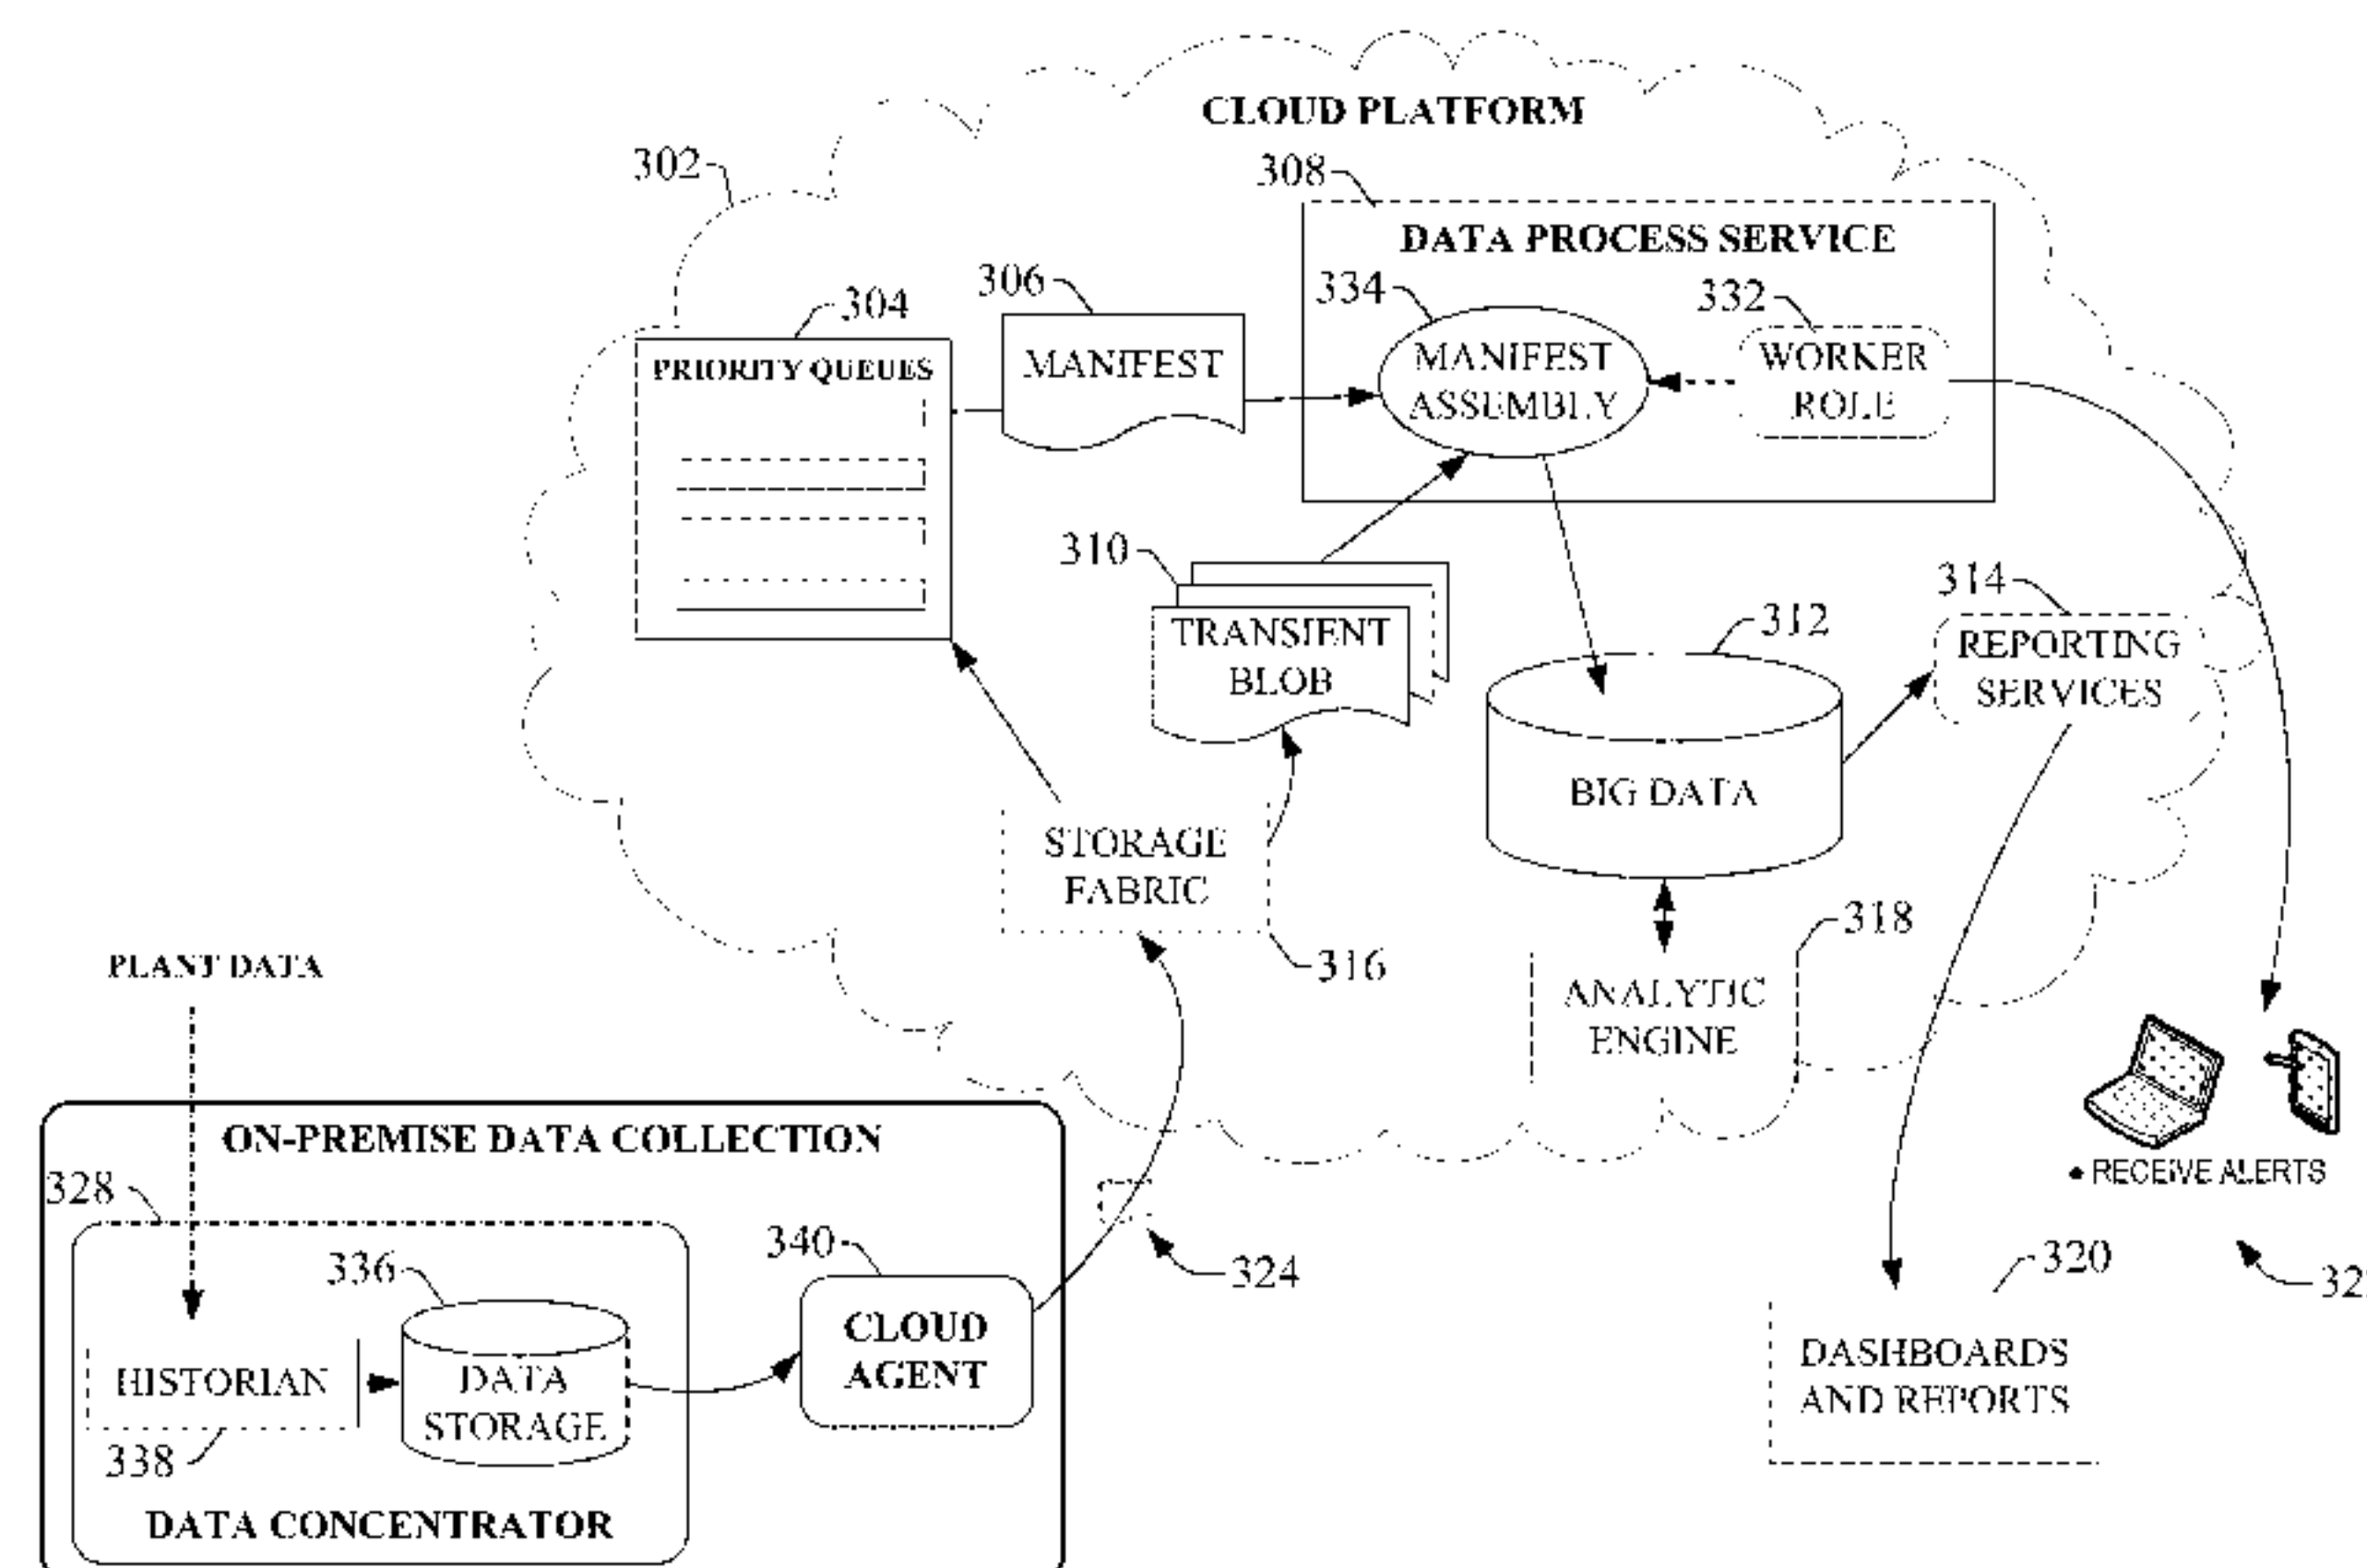 CLOUD PLATFORM
302
308
DATA PROCESS SERVICE
306
334
332
304
PRIORITY QUEUES
MANIFEST
MANIFEST
ASSEMBLY
WORKER
ROLE
310
314
TRANSIENT
BLOB
312
REPORTING
SERVICES
BIG DATA
STORAGE
FABRIC
316
318
ANALYTIC
ENGINE
PLANT DATA
ON-PREMISE DATA COLLECTION
• RECEIVE ALERTS
328
336
340
324
320
HISTORIAN
DATA
STORAGE
CLOUD
AGENT
DASHBOARDS
AND REPORTS
338
DATA CONCENTRATOR